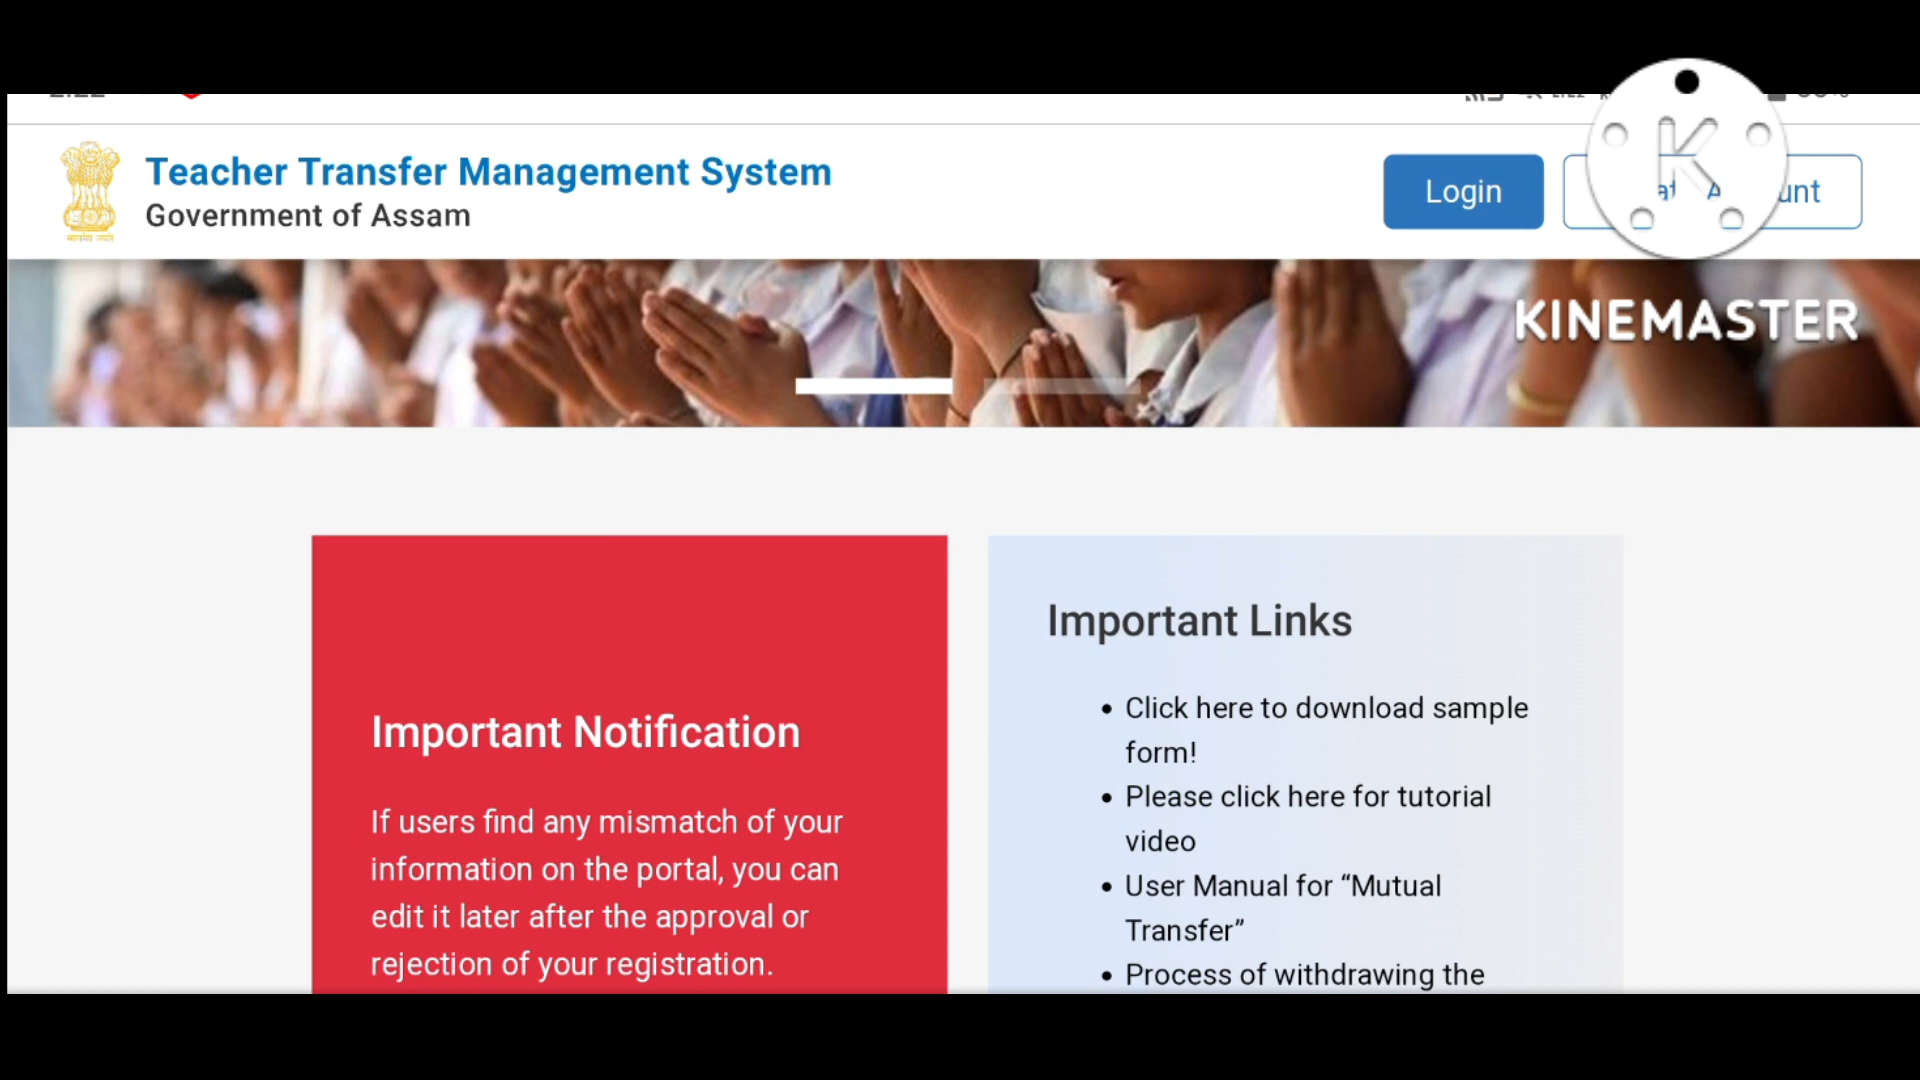 Teacher Transfer Management System
Government of Assam
Login
KINEMASTER
Important Notification
If users find any mismatch of your
information on the portal, you can
edit it later after the approval or
rejection of your registration.
Important Links
• Click here to download sample
form!
• Please click here for tutorial
video
• User Manual for “Mutual
Transfer”
• Process of withdrawing the